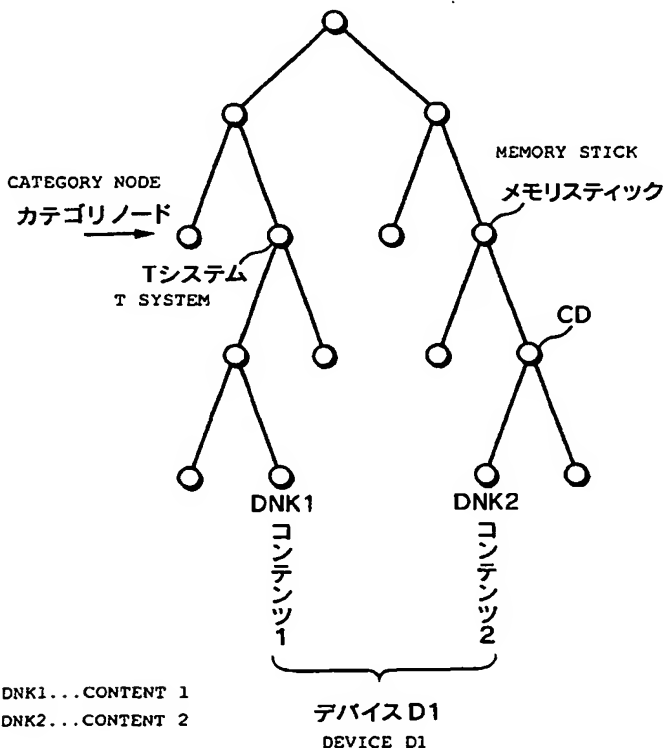 MEMORY STICK
CATEGORY NODE
メモリスティック
カテゴリノード
Tシステム
T SYSTEM
CD
DNK1
DNK2
コンテンツ1
コンテンツ2
DNK1...CONTENT 1
DNK2...CONTENT 2
デバイスD1
DEVICE D1